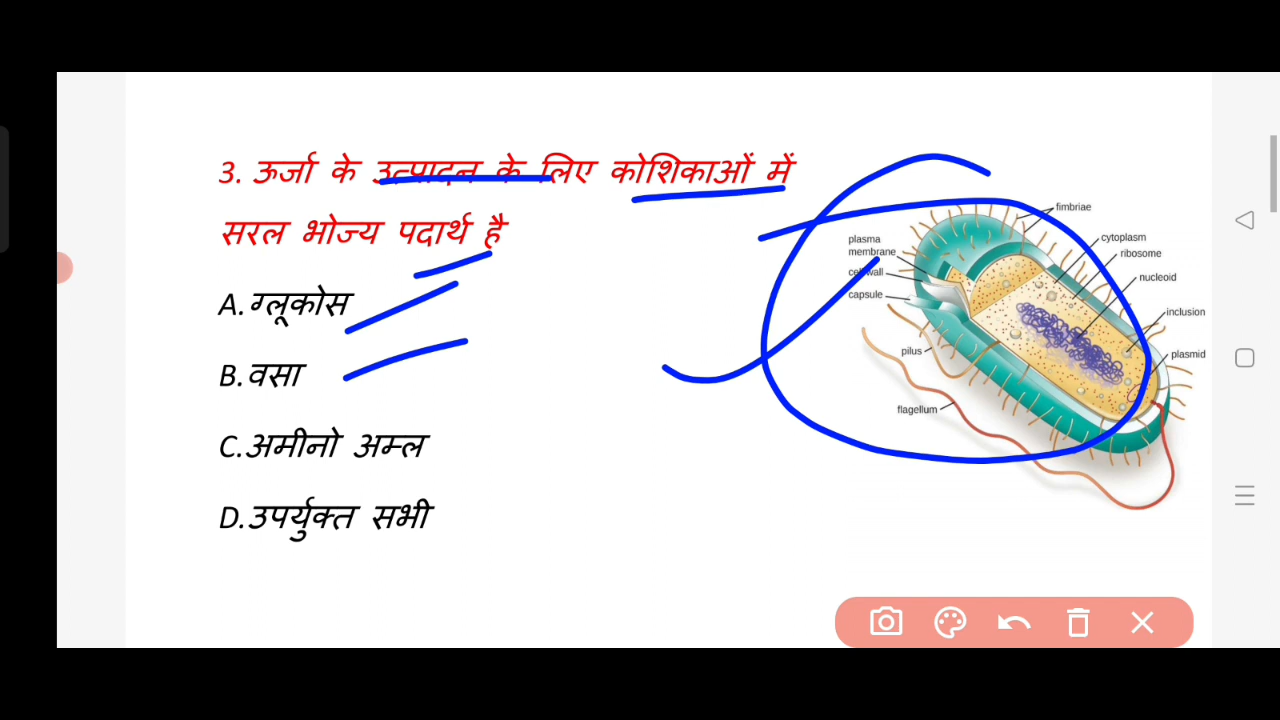 3. ऊर्जा के उत्पादन के लिए कोशिकाओं में
सरल भोज्य पदार्थ है
A.ग्लूकोस
B.वसा
C.अमीनो अम्ल
D.उपर्युक्त सभी
fimbriae
plasma
membrane
cytoplasm
ribosome
cell wall
nucleoid
capsule
inclusion
pilus
plasmid
flagellum